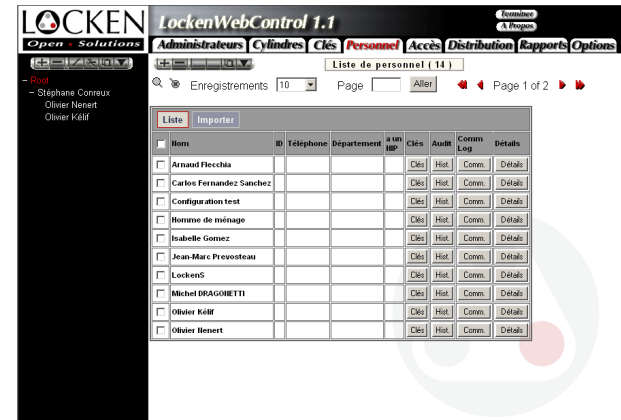 LOCKEN
Open Solutions
LockenWebControl 1.1
Terminer
A Propos
Administrateurs Cylindres Clés Personnel Accès Distribution Rapports Options
Liste de personnel ( 14 )
Enregistrements 10 Page Aller Page 1 of 2
– Root
– Stéphane Conreux
Olivier Nenert
Olivier Kélif
Liste Importer
Nom ID Téléphone Département a un NIP Clés Audit Comm Log Détails
Arnaud Flecchia Clés Hist. Comm. Détails
Carlos Fernandez Sanchez Clés Hist. Comm. Détails
Configuration test Clés Hist. Comm. Détails
Homme de ménage Clés Hist. Comm. Détails
Isabelle Gomez Clés Hist. Comm. Détails
Jean-Marc Prevosteau Clés Hist. Comm. Détails
LockenS Clés Hist. Comm. Détails
Michel DRAGONETTI Clés Hist. Comm. Détails
Olivier Kélif Clés Hist. Comm. Détails
Olivier Nenert Clés Hist. Comm. Détails